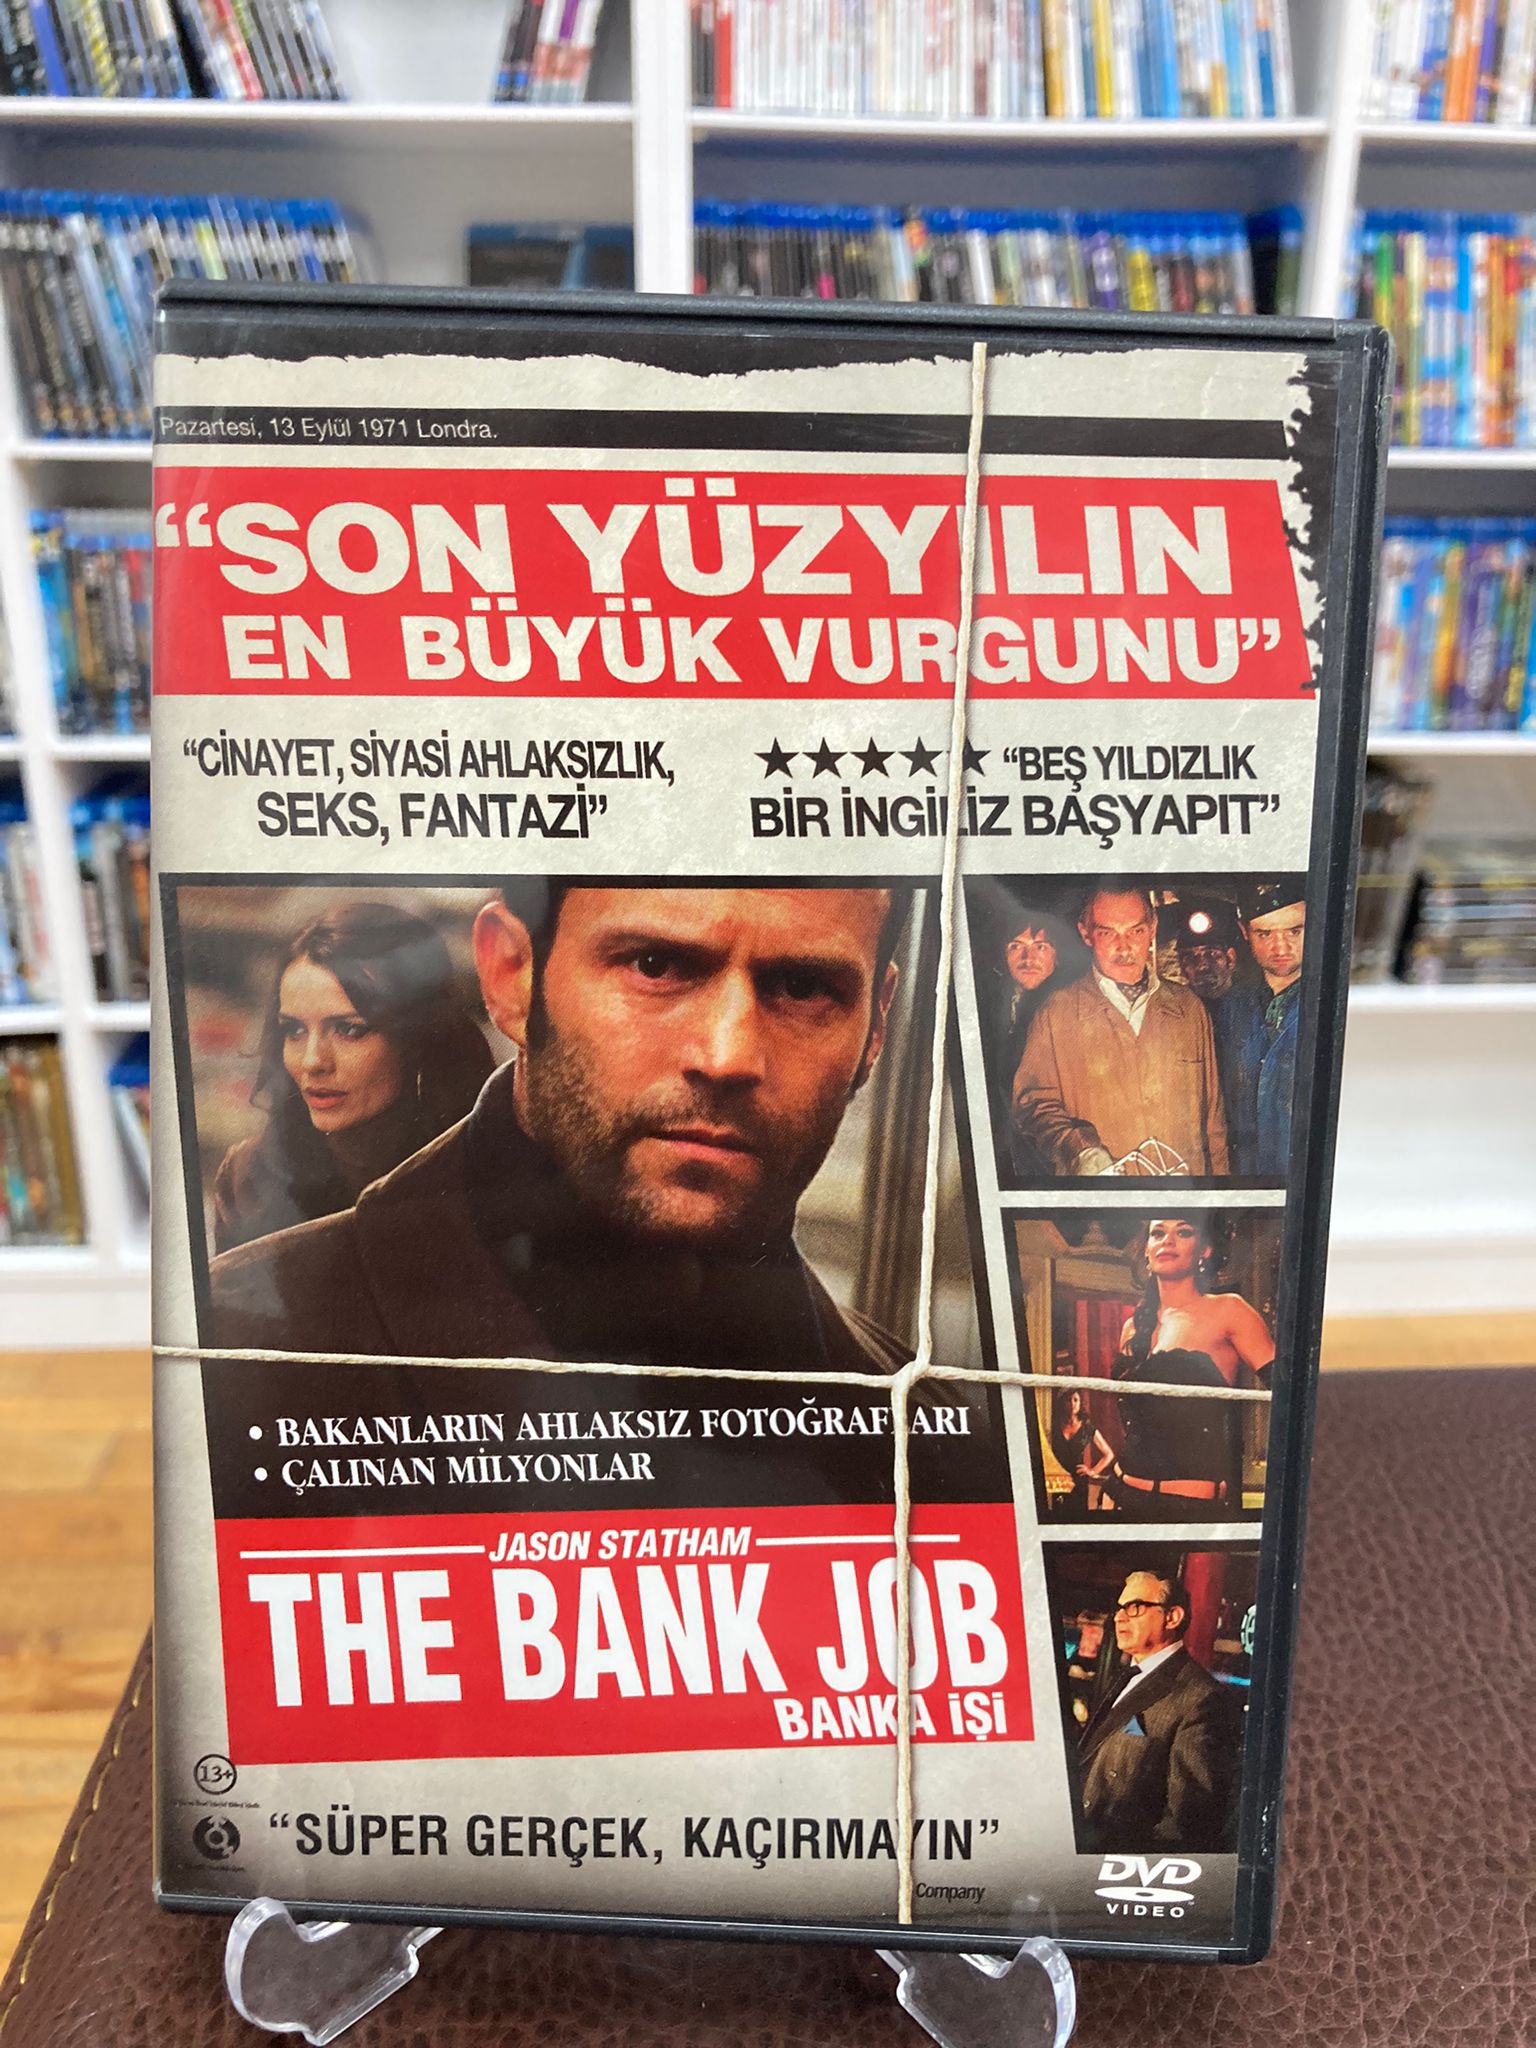 Pazartesi, 13 Eylül 1971 Londra.
“SON YÜZYILIN
EN BÜYÜK VURGUNU”
“CİNAYET, SİYASİ AHLAKSIZLIK,
SEKS, FANTAZİ”
★★★★★ “BEŞ YILDIZLIK
BİR İNGİLİZ BAŞYAPIT”
• BAKANLARIN AHLAKSIZ FOTOĞRAFLARI
• ÇALINAN MİLYONLAR
JASON STATHAM
THE BANK JOB
BANKA İŞİ
13+
“SÜPER GERÇEK, KAÇIRMAYIN”
Company
DVD
VIDEO